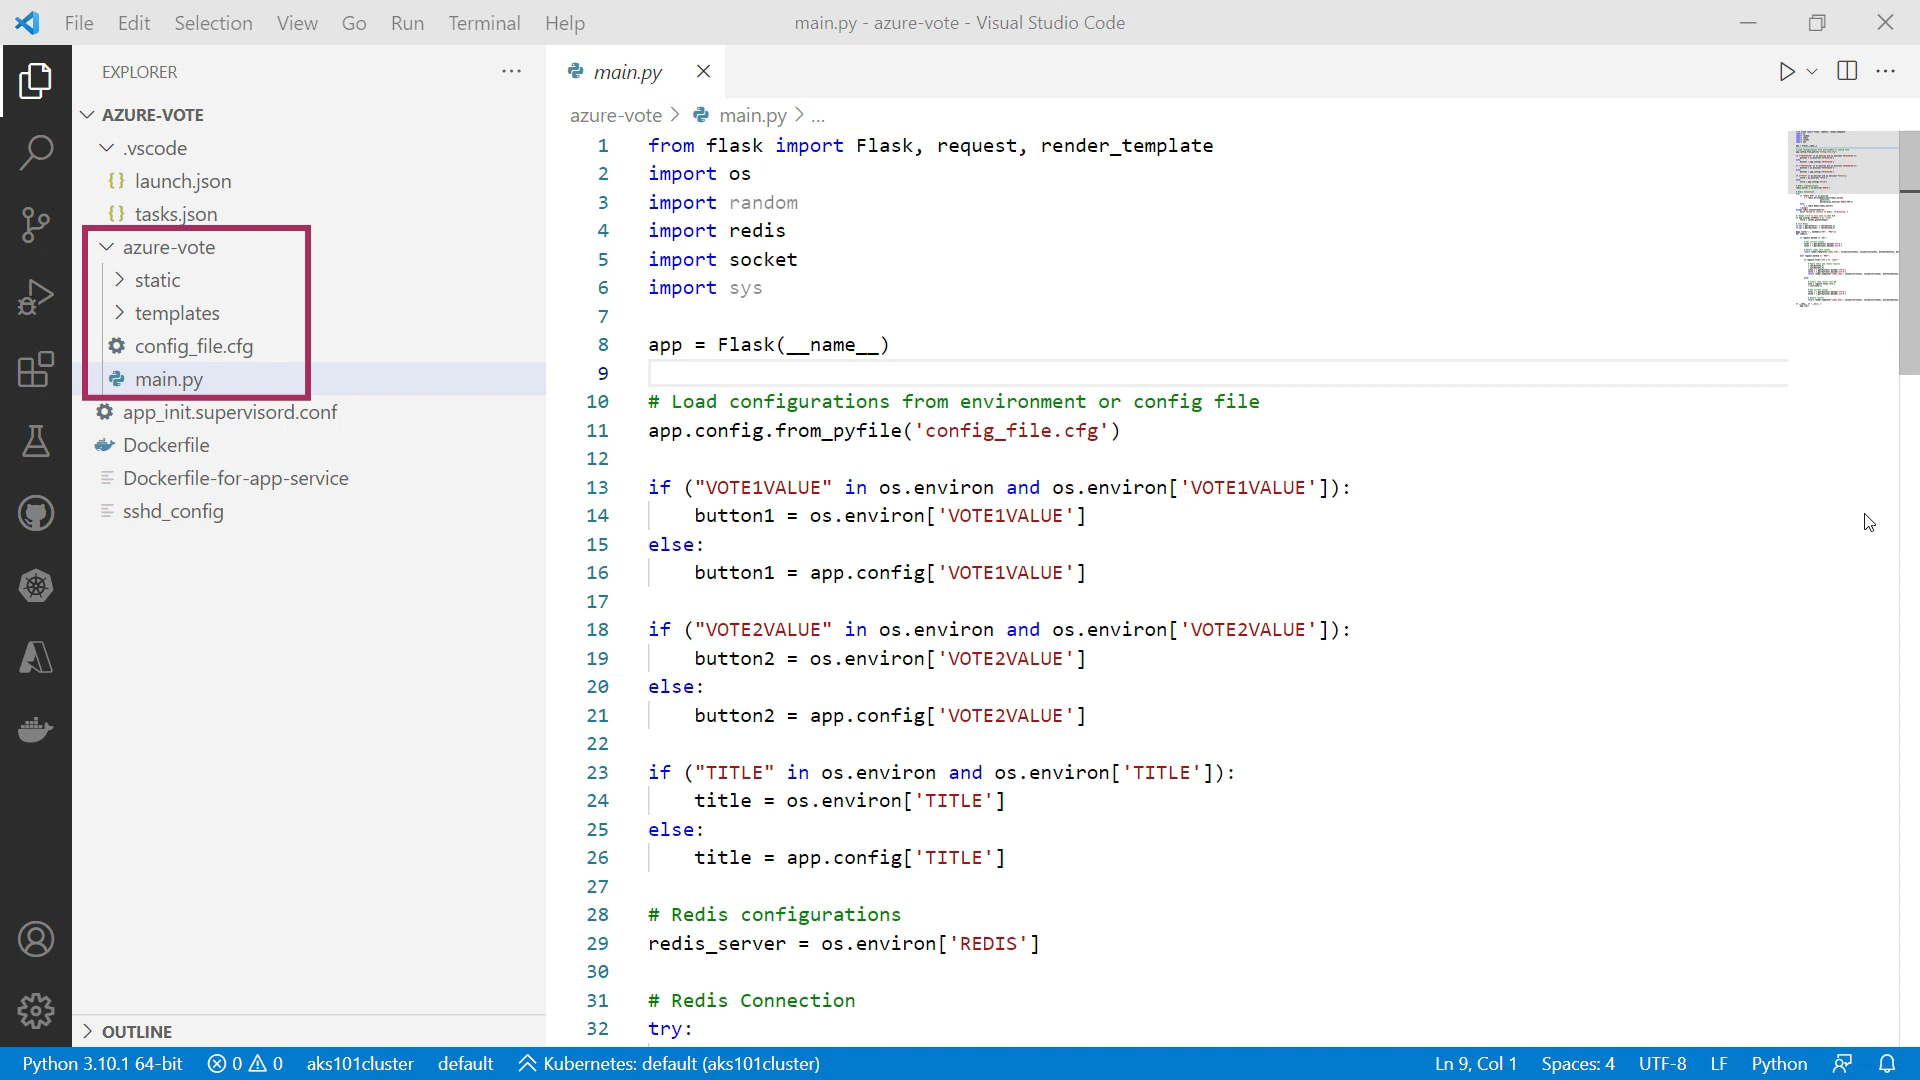 File Edit Selection View Go Run Terminal Help
main.py - azure-vote - Visual Studio Code
EXPLORER
AZURE-VOTE
.vscode
{} launch.json
{} tasks.json
azure-vote
static
templates
config_file.cfg
main.py
app_init.supervisord.conf
Dockerfile
Dockerfile-for-app-service
sshd_config
OUTLINE
main.py
azure-vote > main.py > ...
1 from flask import Flask, request, render_template
2 import os
3 import random
4 import redis
5 import socket
6 import sys
7
8 app = Flask(__name__)
9
10 # Load configurations from environment or config file
11 app.config.from_pyfile('config_file.cfg')
12
13 if ("VOTE1VALUE" in os.environ and os.environ['VOTE1VALUE']):
14     button1 = os.environ['VOTE1VALUE']
15 else:
16     button1 = app.config['VOTE1VALUE']
17
18 if ("VOTE2VALUE" in os.environ and os.environ['VOTE2VALUE']):
19     button2 = os.environ['VOTE2VALUE']
20 else:
21     button2 = app.config['VOTE2VALUE']
22
23 if ("TITLE" in os.environ and os.environ['TITLE']):
24     title = os.environ['TITLE']
25 else:
26     title = app.config['TITLE']
27
28 # Redis configurations
29 redis_server = os.environ['REDIS']
30
31 # Redis Connection
32 try:
Python 3.10.1 64-bit 0 0 aks101cluster default Kubernetes: default (aks101cluster) Ln 9, Col 1 Spaces: 4 UTF-8 LF Python